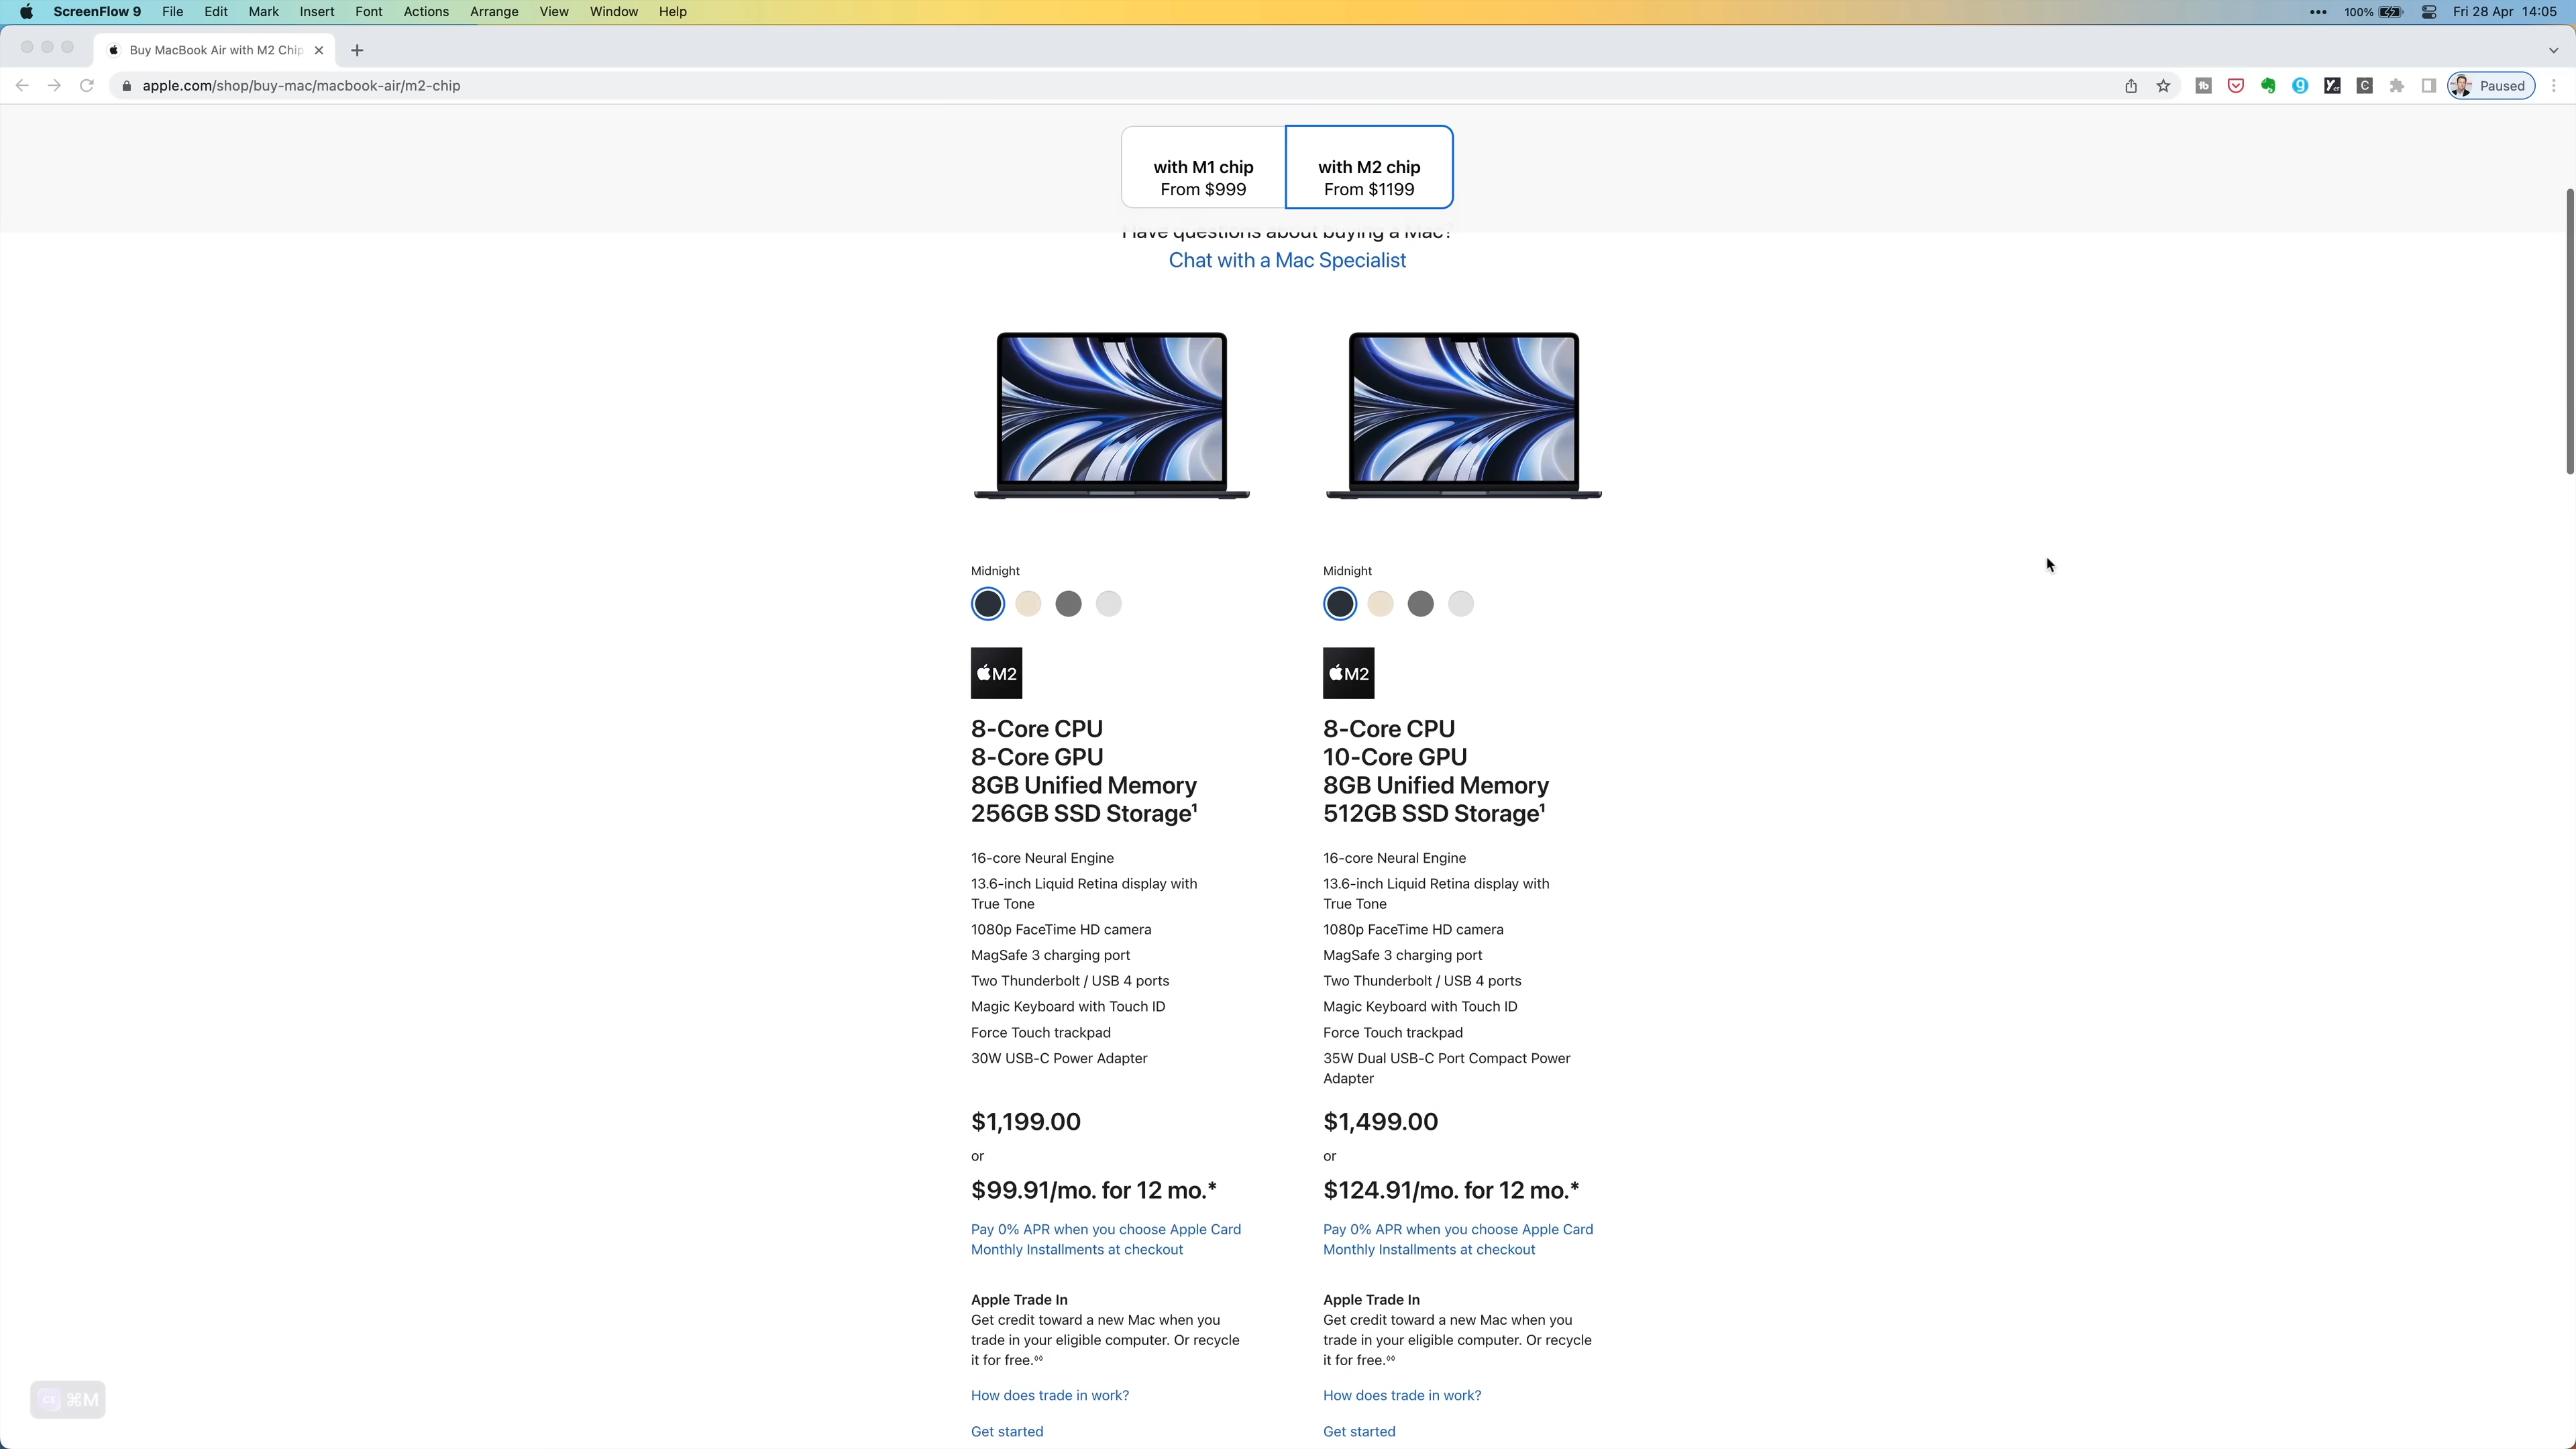 ScreenFlow 9 File Edit Mark Insert Font Actions Arrange View Window Help 100% Fri 28 Apr 14:05
Buy MacBook Air with M2 Chip
apple.com/shop/buy-mac/macbook-air/m2-chip Paused
with M1 chip
From $999
with M2 chip
From $1199
Have questions about buying a Mac?
Chat with a Mac Specialist
Midnight
M2
8-Core CPU
8-Core GPU
8GB Unified Memory
256GB SSD Storage¹
16-core Neural Engine
13.6-inch Liquid Retina display with
True Tone
1080p FaceTime HD camera
MagSafe 3 charging port
Two Thunderbolt / USB 4 ports
Magic Keyboard with Touch ID
Force Touch trackpad
30W USB-C Power Adapter
$1,199.00
or
$99.91/mo. for 12 mo.*
Pay 0% APR when you choose Apple Card
Monthly Installments at checkout
Apple Trade In
Get credit toward a new Mac when you
trade in your eligible computer. Or recycle
it for free.◊◊
How does trade in work?
Get started
Midnight
M2
8-Core CPU
10-Core GPU
8GB Unified Memory
512GB SSD Storage¹
16-core Neural Engine
13.6-inch Liquid Retina display with
True Tone
1080p FaceTime HD camera
MagSafe 3 charging port
Two Thunderbolt / USB 4 ports
Magic Keyboard with Touch ID
Force Touch trackpad
35W Dual USB-C Port Compact Power
Adapter
$1,499.00
or
$124.91/mo. for 12 mo.*
Pay 0% APR when you choose Apple Card
Monthly Installments at checkout
Apple Trade In
Get credit toward a new Mac when you
trade in your eligible computer. Or recycle
it for free.◊◊
How does trade in work?
Get started
⌘M